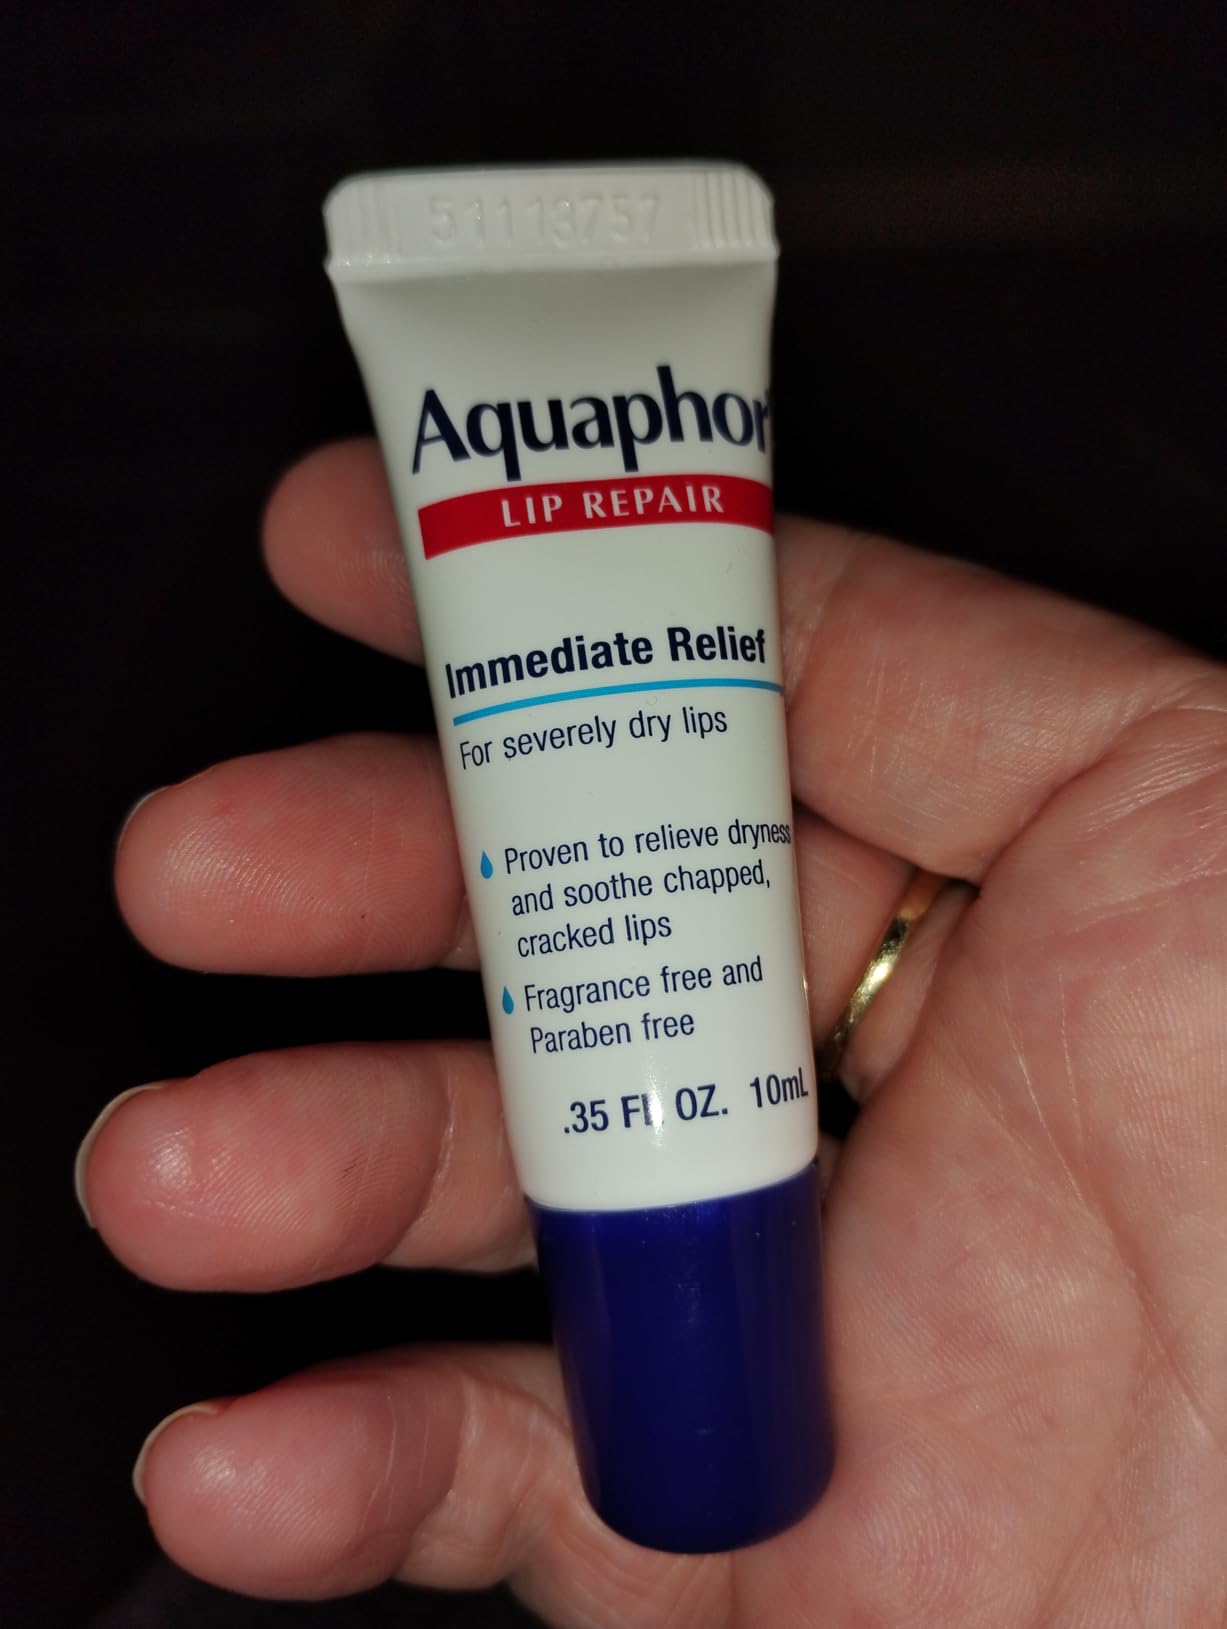 51113757
Aquaphor
LIP REPAIR
Immediate Relief
For severely dry lips
Proven to relieve dryness
and soothe chapped,
cracked lips
Fragrance free and
Paraben free
.35 FL OZ. 10mL